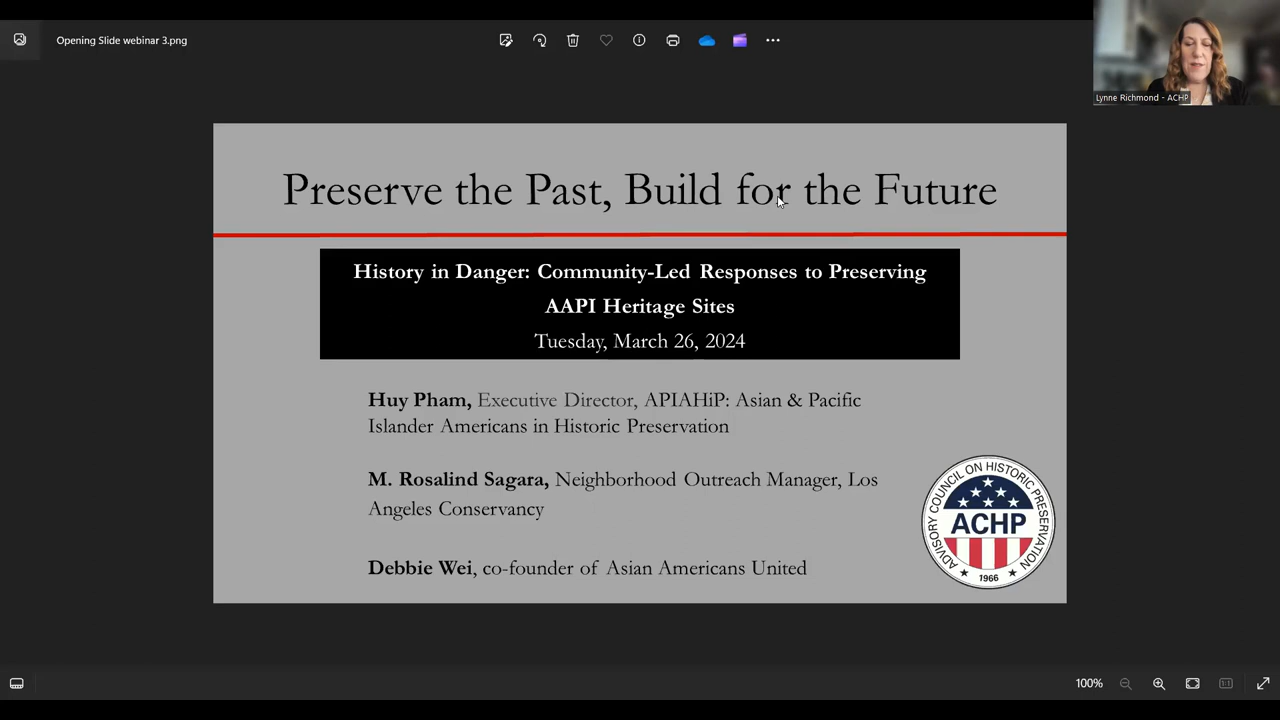 Opening Slide webinar 3.png
Lynne Richmond - ACHP
Preserve the Past, Build for the Future
History in Danger: Community-Led Responses to Preserving
AAPI Heritage Sites
Tuesday, March 26, 2024
Huy Pham, Executive Director, APIAHiP: Asian & Pacific
Islander Americans in Historic Preservation
M. Rosalind Sagara, Neighborhood Outreach Manager, Los
Angeles Conservancy
Debbie Wei, co-founder of Asian Americans United
ADVISORY COUNCIL ON HISTORIC PRESERVATION
ACHP
1966
100%
1:1